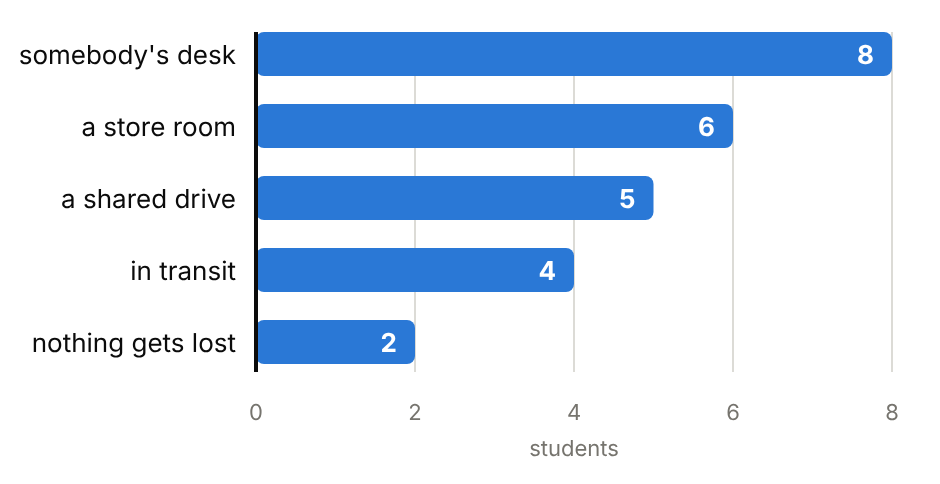 somebody's desk 8
a store room 6
a shared drive 5
in transit 4
nothing gets lost 2
0 2 4 6 8
students